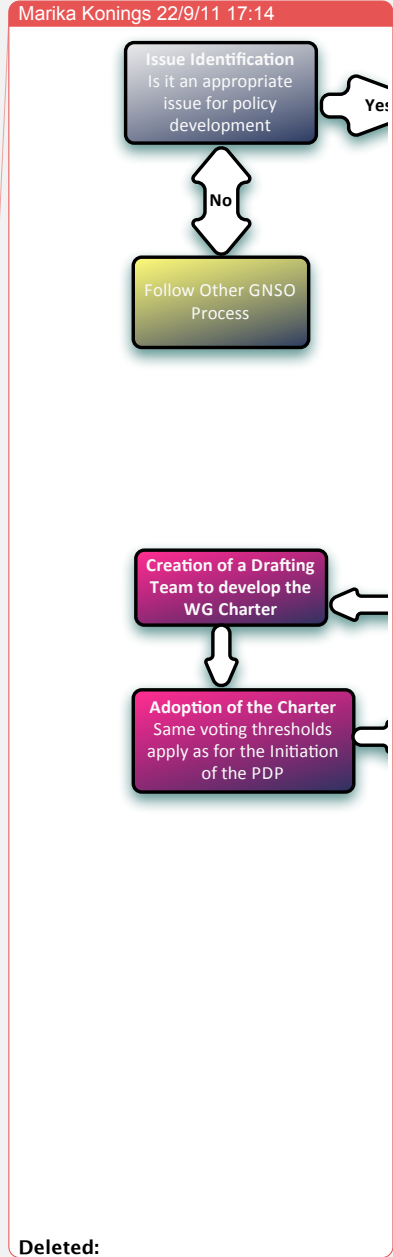 Marika Konings 22/9/11 17:14
Issue Identification
Is it an appropriate
issue for policy
development
Yes
No
Follow Other GNSO
Process
Creation of a Drafting
Team to develop the
WG Charter
Adoption of the Charter
Same voting thresholds
apply as for the Initiation
of the PDP
Deleted: